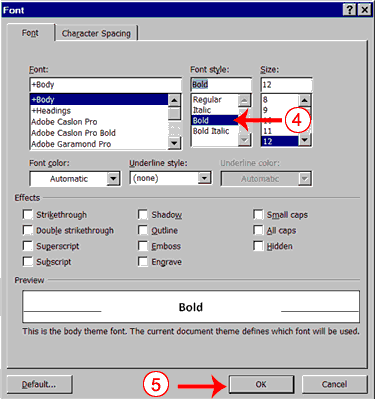 Font
Font Character Spacing
Font: Font style: Size:
+Body Bold 12
+Body Regular 8
+Headings Italic 9
Adobe Caslon Pro Bold 4
Adobe Caslon Pro Bold Bold Italic 11
Adobe Garamond Pro 12
Font color: Underline style: Underline color:
Automatic (none) Automatic
Effects
Strikethrough Shadow Small caps
Double strikethrough Outline All caps
Superscript Emboss Hidden
Subscript Engrave
Preview
Bold
This is the body theme font. The current document theme defines which font will be used.
Default... 5 OK Cancel